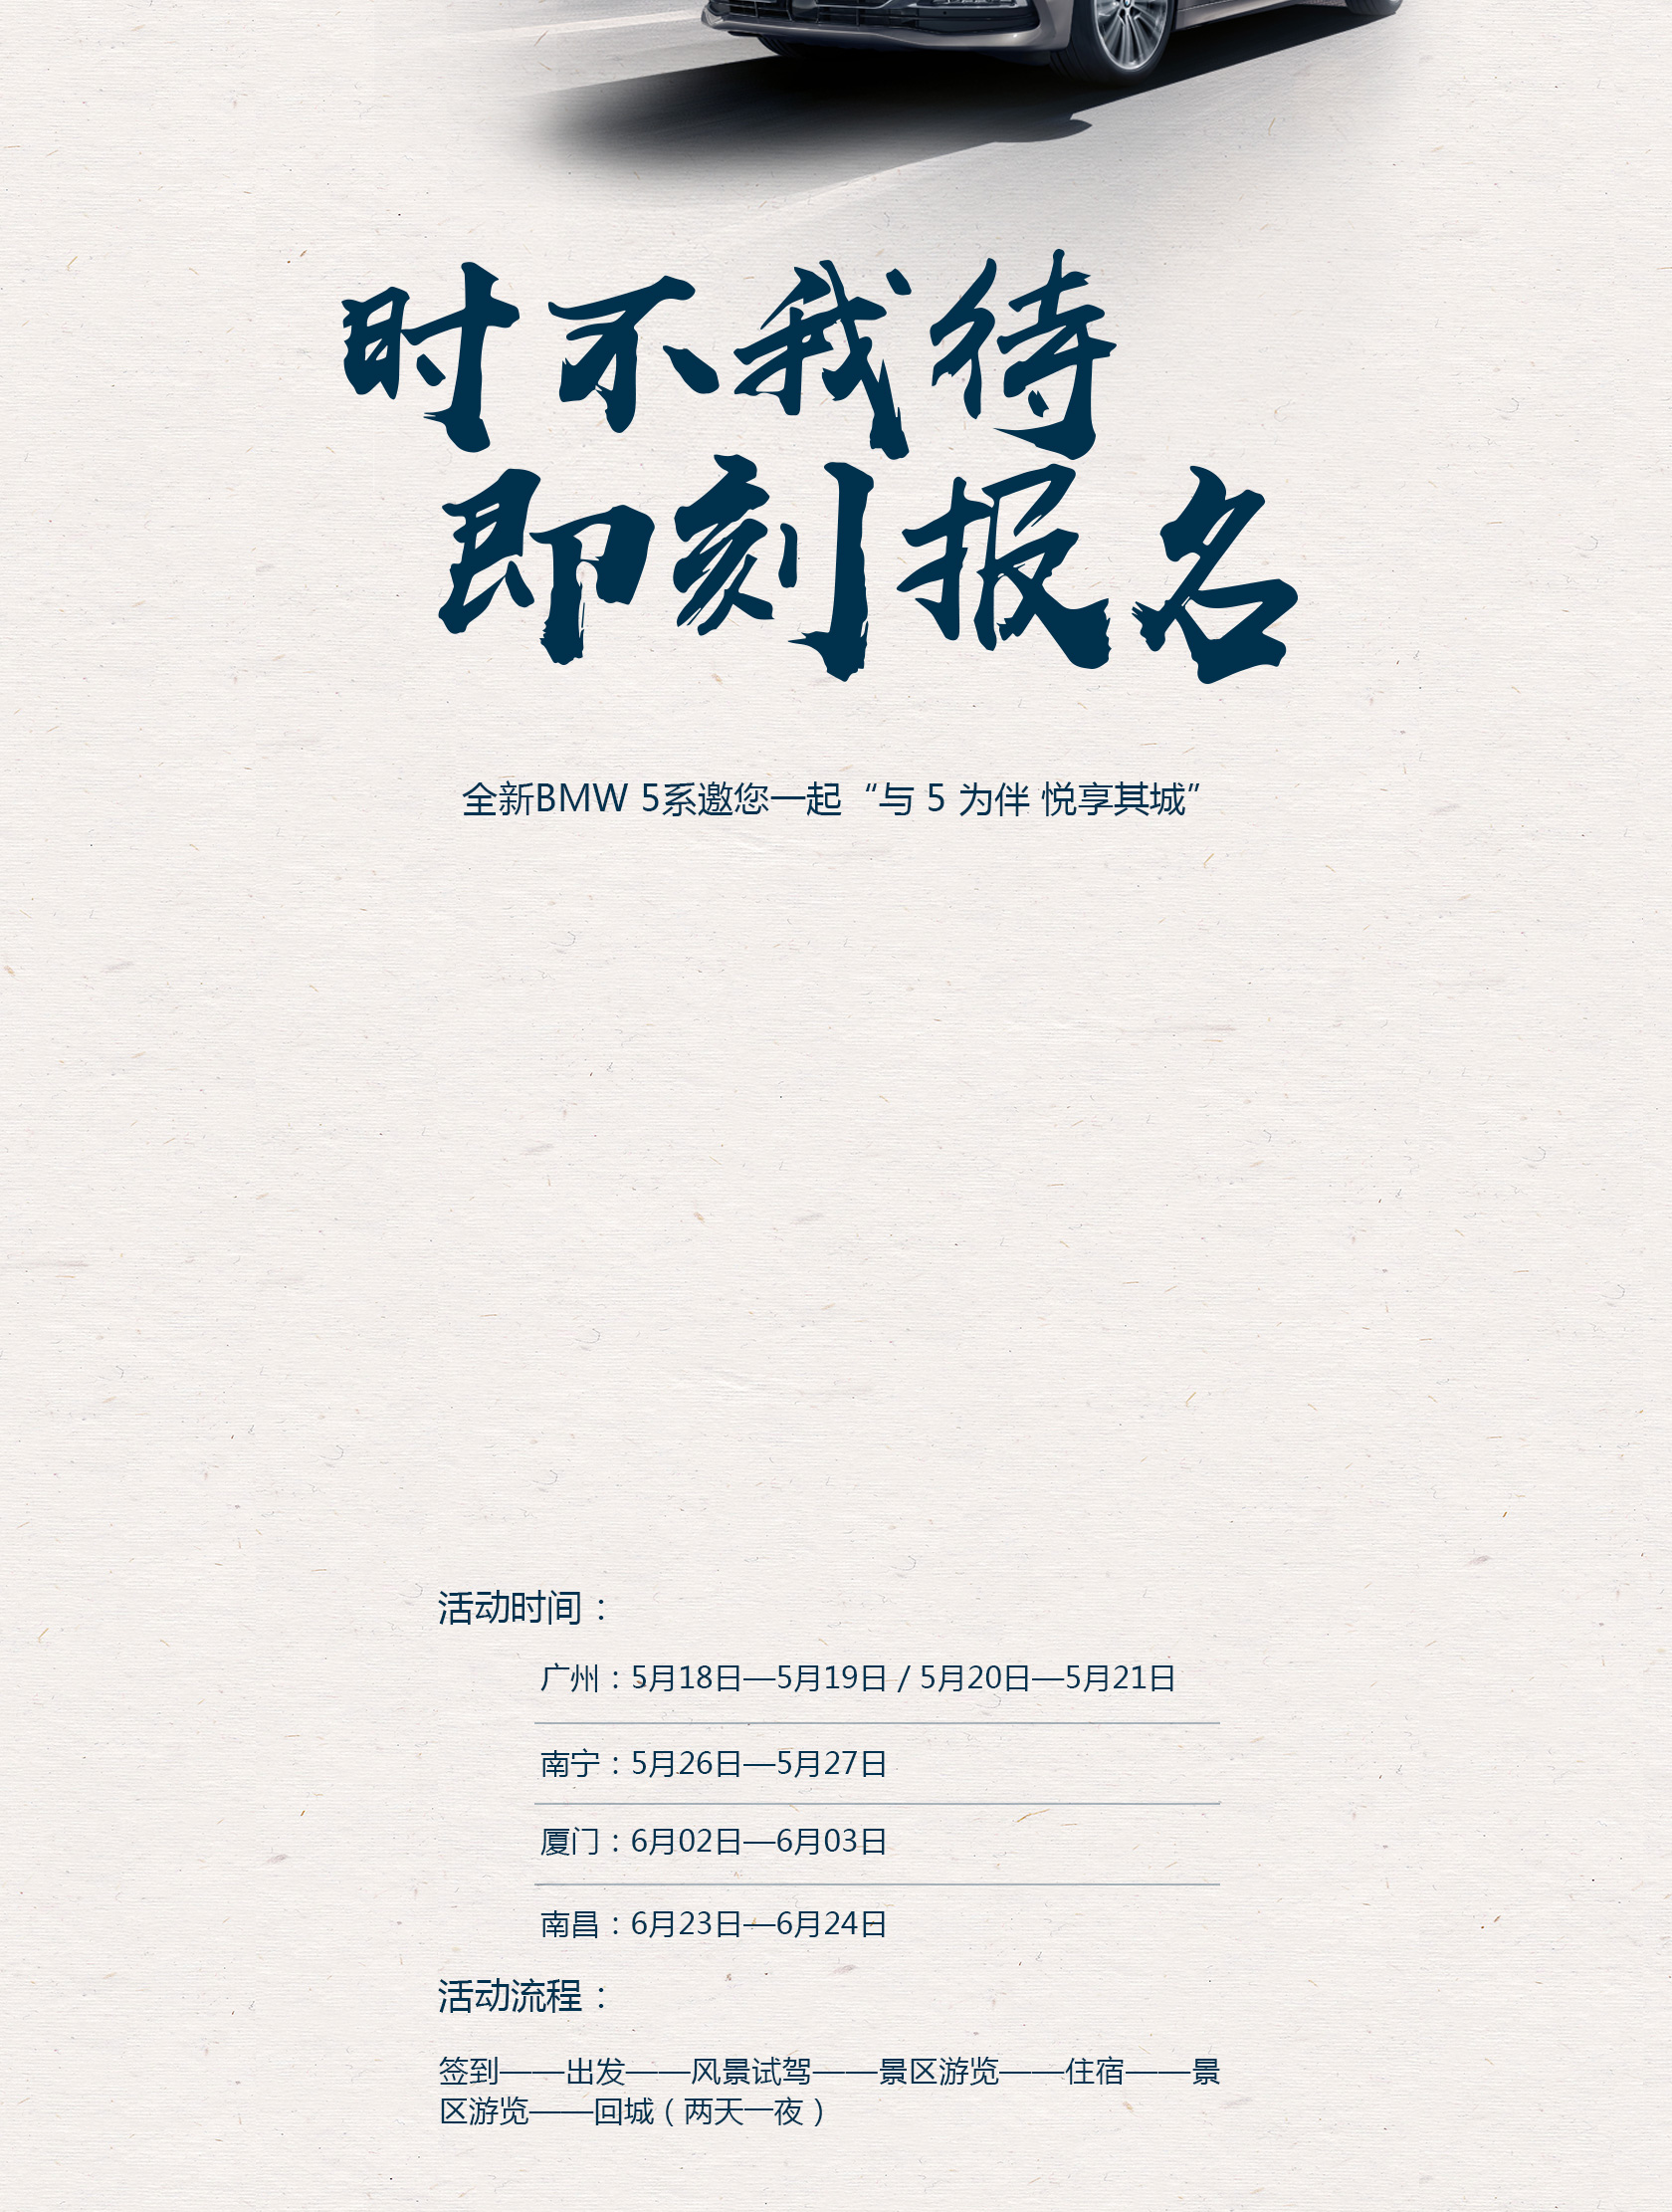 时不我待
即刻报名
全新BMW 5系邀您一起“与 5 为伴 悦享其城”
活动时间：
广州：5月18日—5月19日 / 5月20日—5月21日
南宁：5月26日—5月27日
厦门：6月02日—6月03日
南昌：6月23日—6月24日
活动流程：
签到——出发——风景试驾——景区游览——住宿——景
区游览——回城（两天一夜）